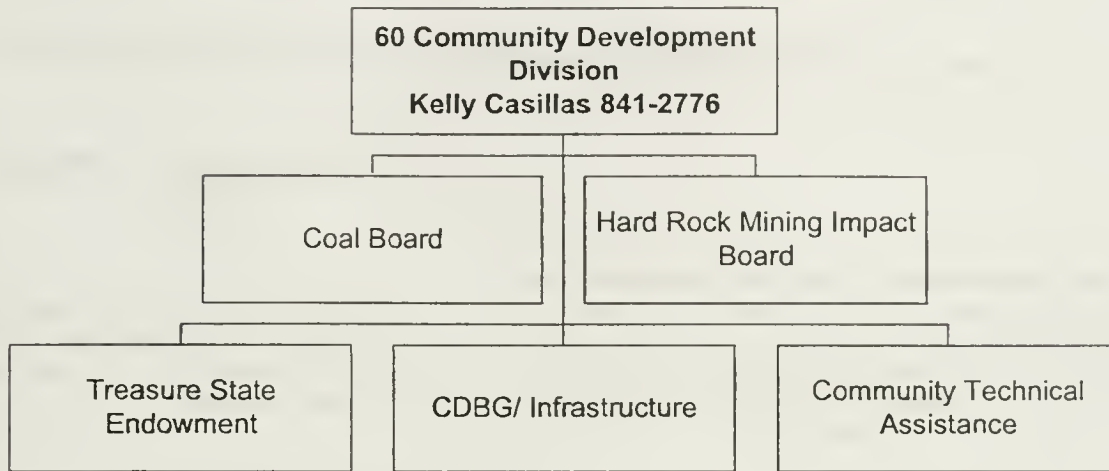 60 Community Development
Division
Kelly Casillas 841-2776
Coal Board
Hard Rock Mining Impact
Board
Treasure State
Endowment
CDBG/ Infrastructure
Community Technical
Assistance